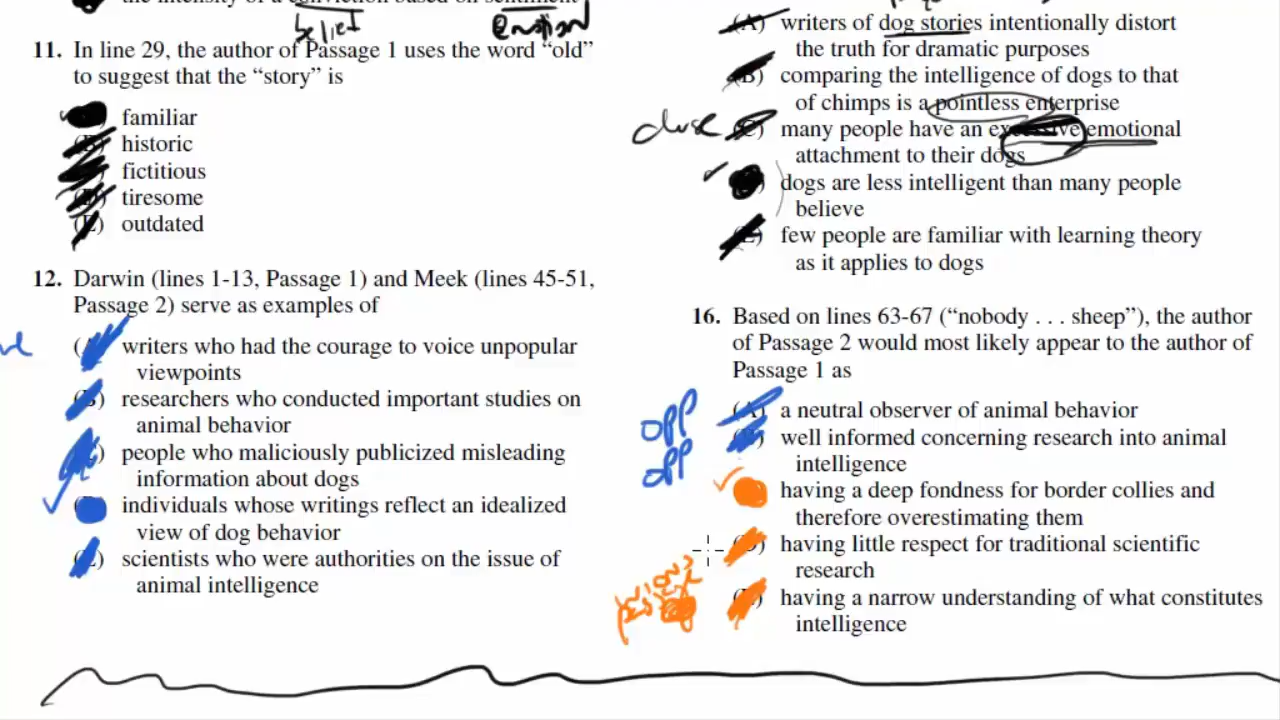 the intensity of a conviction based on sentiment
belief
emotion
11. In line 29, the author of Passage 1 uses the word “old”
to suggest that the “story” is
familiar
(B) historic
fictitious
(D) tiresome
(E) outdated
12. Darwin (lines 1-13, Passage 1) and Meek (lines 45-51,
Passage 2) serve as examples of
(A) writers who had the courage to voice unpopular
viewpoints
(B) researchers who conducted important studies on
animal behavior
people who maliciously publicized misleading
information about dogs
individuals whose writings reflect an idealized
view of dog behavior
(E) scientists who were authorities on the issue of
animal intelligence
(A) writers of dog stories intentionally distort
the truth for dramatic purposes
(B) comparing the intelligence of dogs to that
of chimps is a pointless enterprise
close (C) many people have an excessive emotional
attachment to their dogs
dogs are less intelligent than many people
believe
(E) few people are familiar with learning theory
as it applies to dogs
16. Based on lines 63-67 (“nobody . . . sheep”), the author
of Passage 2 would most likely appear to the author of
Passage 1 as
opp (A) a neutral observer of animal behavior
opp (B) well informed concerning research into animal
intelligence
having a deep fondness for border collies and
therefore overestimating them
(D) having little respect for traditional scientific
research
(E) having a narrow understanding of what constitutes
intelligence